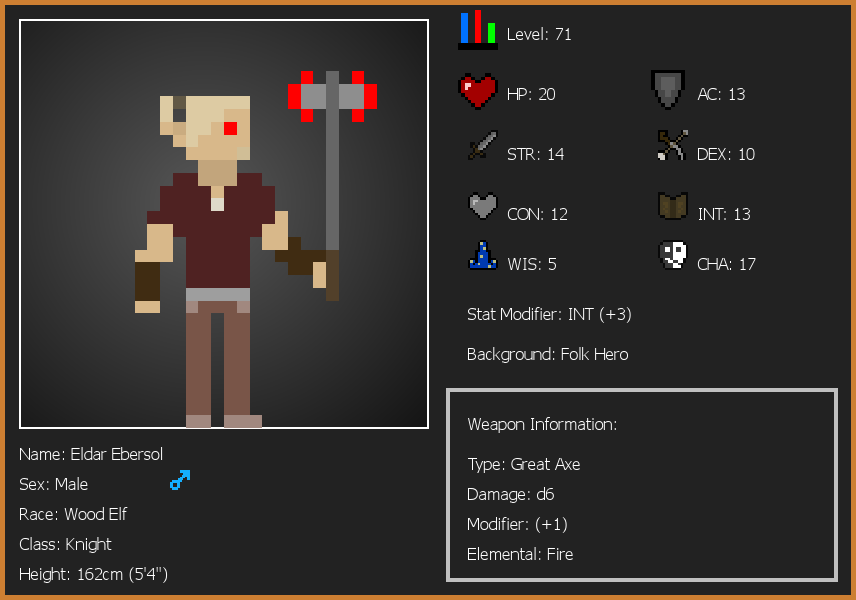 Level: 71
HP: 20
AC: 13
STR: 14
DEX: 10
CON: 12
INT: 13
WIS: 5
CHA: 17
Stat Modifier: INT (+3)
Background: Folk Hero
Weapon Information:
Type: Great Axe
Damage: d6
Modifier: (+1)
Elemental: Fire
Name: Eldar Ebersol
Sex: Male
Race: Wood Elf
Class: Knight
Height: 162cm (5'4")